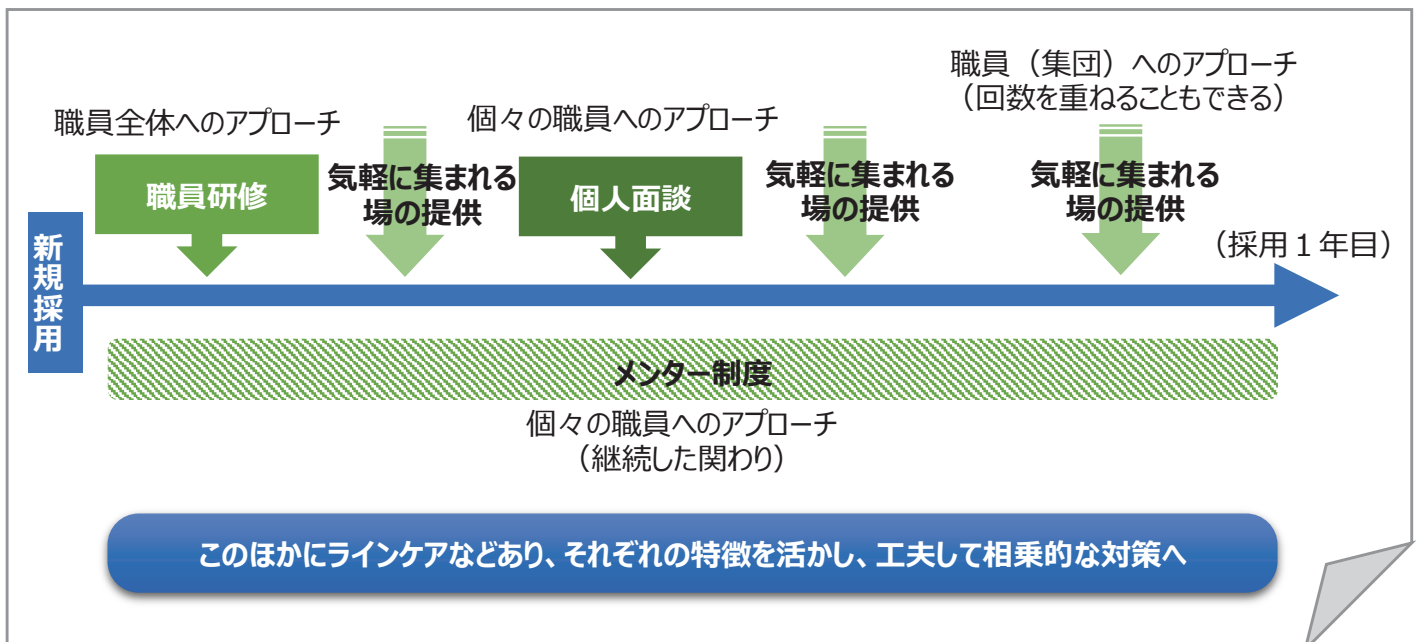 職員（集団）へのアプローチ
（回数を重ねることもできる）
職員全体へのアプローチ
個々の職員へのアプローチ
職員研修
気軽に集まれる
場の提供
個人面談
気軽に集まれる
場の提供
気軽に集まれる
場の提供
新規採用
（採用１年目）
メンター制度
個々の職員へのアプローチ
（継続した関わり）
このほかにラインケアなどあり、それぞれの特徴を活かし、工夫して相乗的な対策へ